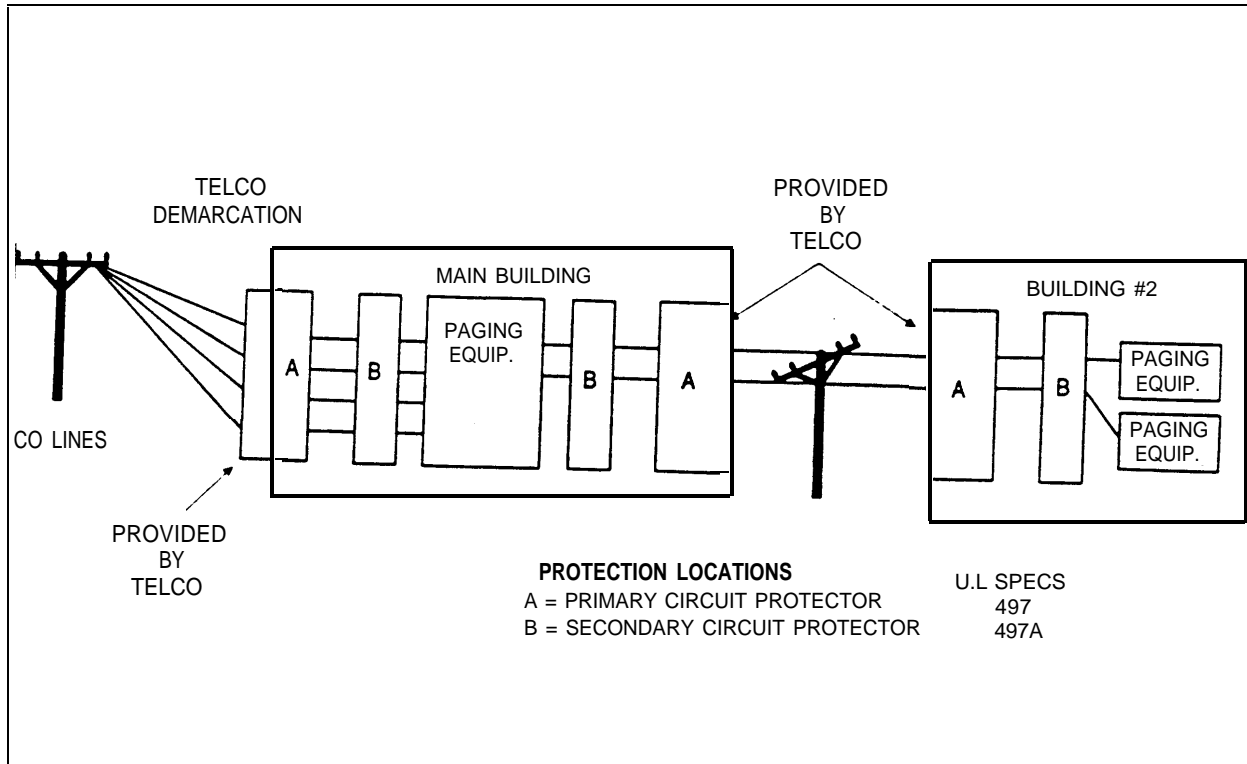 TELCO
DEMARCATION
PROVIDED
BY
TELCO
MAIN BUILDING
BUILDING #2
PAGING
EQUIP.
A
B
B
A
A
B
PAGING
EQUIP.
PAGING
EQUIP.
CO LINES
PROVIDED
BY
TELCO
PROTECTION LOCATIONS
A = PRIMARY CIRCUIT PROTECTOR
B = SECONDARY CIRCUIT PROTECTOR
U.L SPECS
497
497A